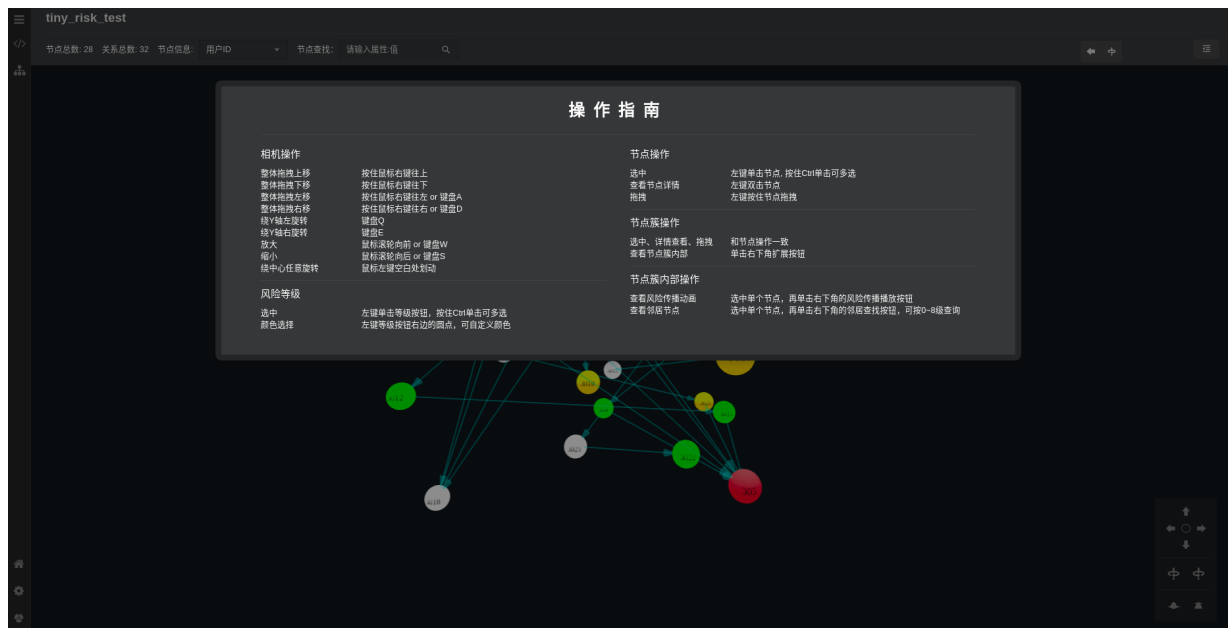 tiny_risk_test
节点总数: 28 关系总数: 32 节点信息: 用户ID 节点查找: 请输入属性:值
操作指南
相机操作
整体拖拽上移 按住鼠标右键往上
整体拖拽下移 按住鼠标右键往下
整体拖拽左移 按住鼠标右键往左 or 键盘A
整体拖拽右移 按住鼠标右键往右 or 键盘D
绕Y轴左旋转 键盘Q
绕Y轴右旋转 键盘E
放大 鼠标滚轮向前 or 键盘W
缩小 鼠标滚轮向后 or 键盘S
绕中心任意旋转 鼠标左键空白处划动
风险等级
选中 左键单击等级按钮，按住Ctrl单击可多选
颜色选择 左键等级按钮右边的圆点，可自定义颜色
节点操作
选中 左键单击节点, 按住Ctrl单击可多选
查看节点详情 左键双击节点
拖拽 左键按住节点拖拽
节点簇操作
选中、详情查看、拖拽 和节点操作一致
查看节点簇内部 单击右下角扩展按钮
节点簇内部操作
查看风险传播动画 选中单个节点，再单击右下角的风险传播播放按钮
查看邻居节点 选中单个节点，再单击右下角的邻居查找按钮，可按0~8级查询